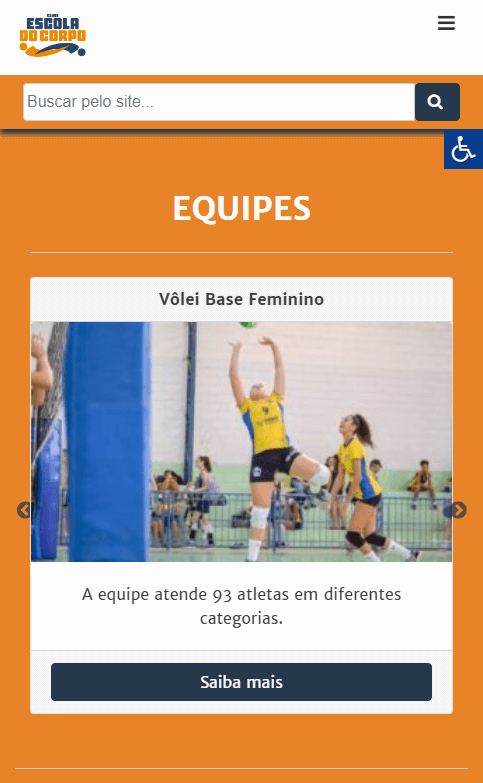 CLUBE
ESCOLA
DO CORPO
Buscar pelo site...
EQUIPES
Vôlei Base Feminino
A equipe atende 93 atletas em diferentes
categorias.
Saiba mais